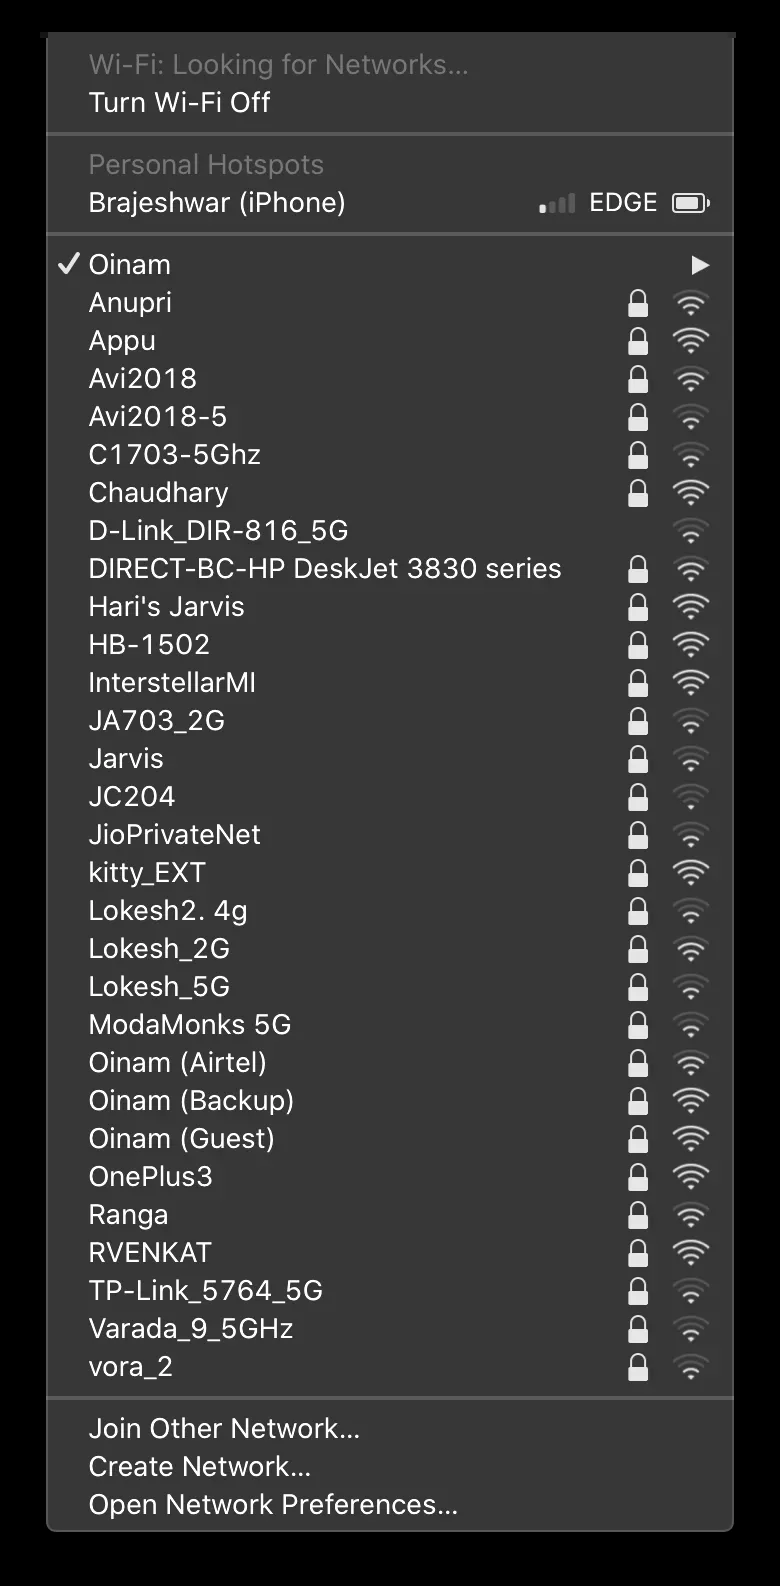 Wi-Fi: Looking for Networks...
Turn Wi-Fi Off
Personal Hotspots
Brajeshwar (iPhone) EDGE
Oinam
Anupri
Appu
Avi2018
Avi2018-5
C1703-5Ghz
Chaudhary
D-Link_DIR-816_5G
DIRECT-BC-HP DeskJet 3830 series
Hari's Jarvis
HB-1502
InterstellarMI
JA703_2G
Jarvis
JC204
JioPrivateNet
kitty_EXT
Lokesh2. 4g
Lokesh_2G
Lokesh_5G
ModaMonks 5G
Oinam (Airtel)
Oinam (Backup)
Oinam (Guest)
OnePlus3
Ranga
RVENKAT
TP-Link_5764_5G
Varada_9_5GHz
vora_2
Join Other Network...
Create Network...
Open Network Preferences...